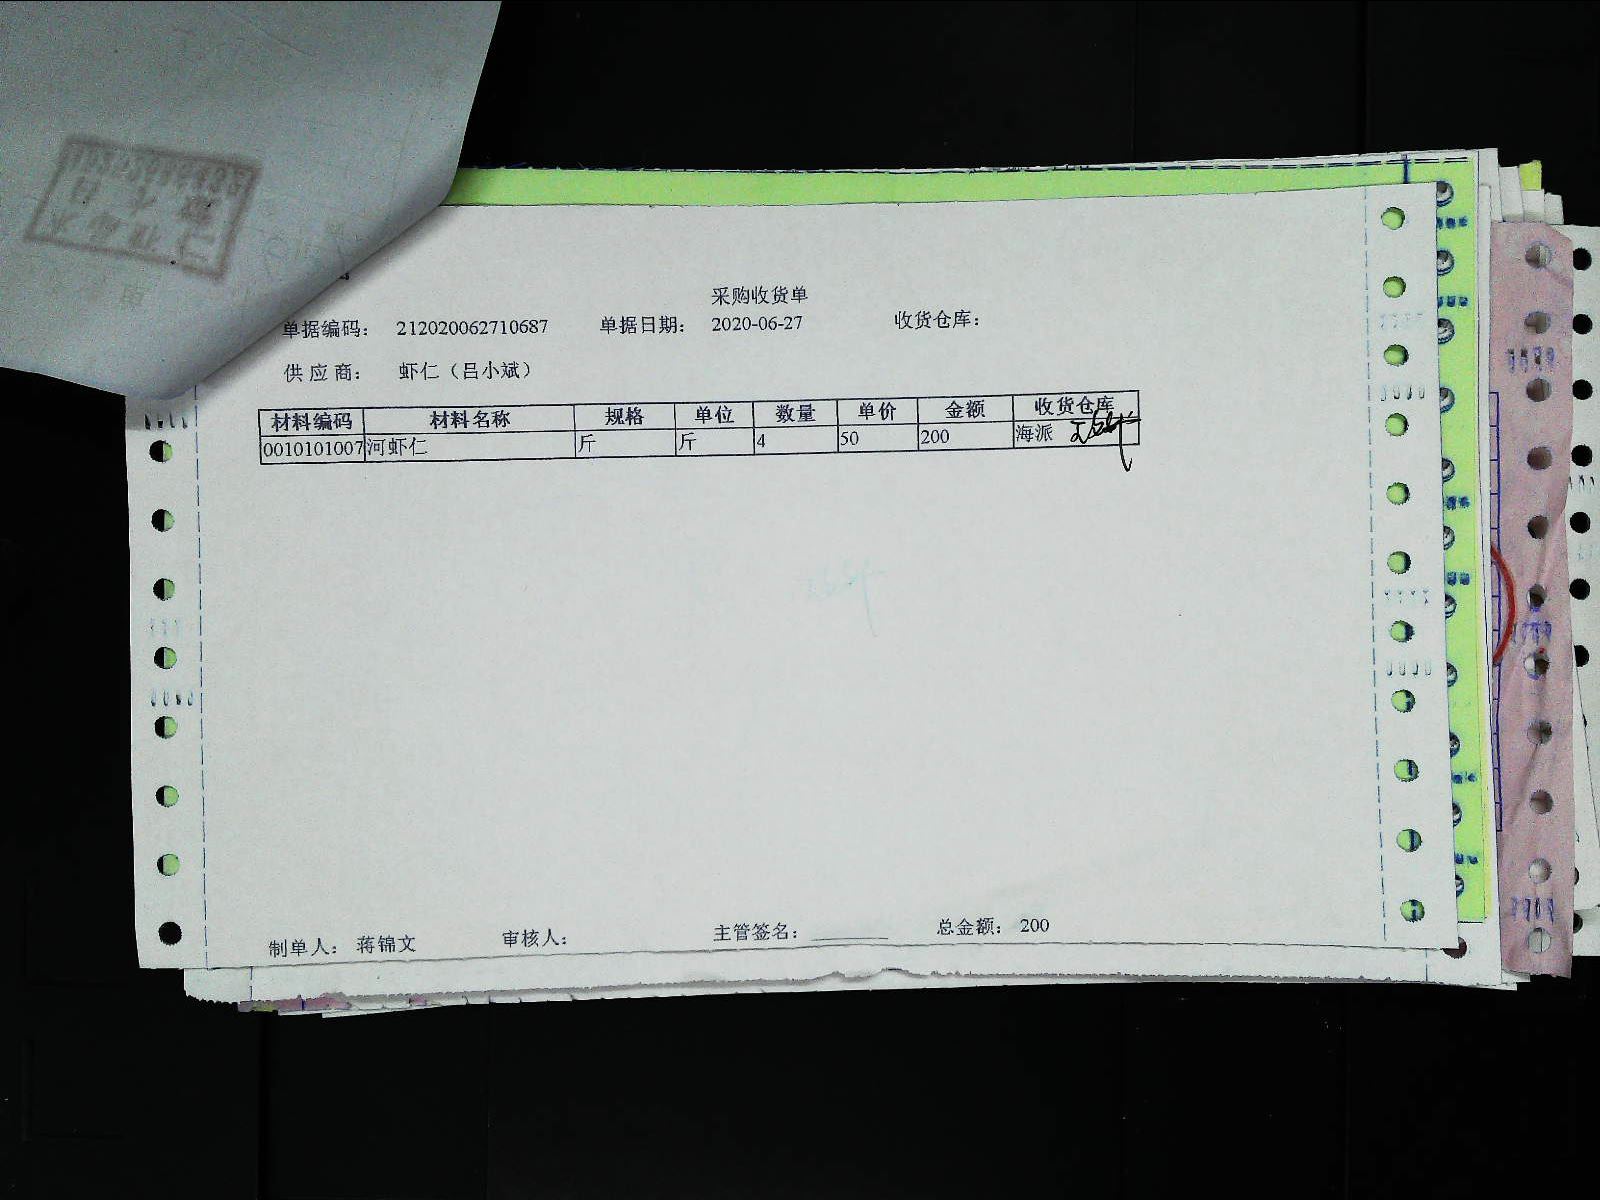 采购收货单
单据编码： 212020062710687 单据日期： 2020-06-27 收货仓库：
供应商： 虾仁（吕小斌）
材料编码 材料名称 规格 单位 数量 单价 金额 收货仓库
0010101007 河虾仁 斤 斤 4 50 200 海派
制单人： 蒋锦文 审核人： 主管签名： 总金额： 200